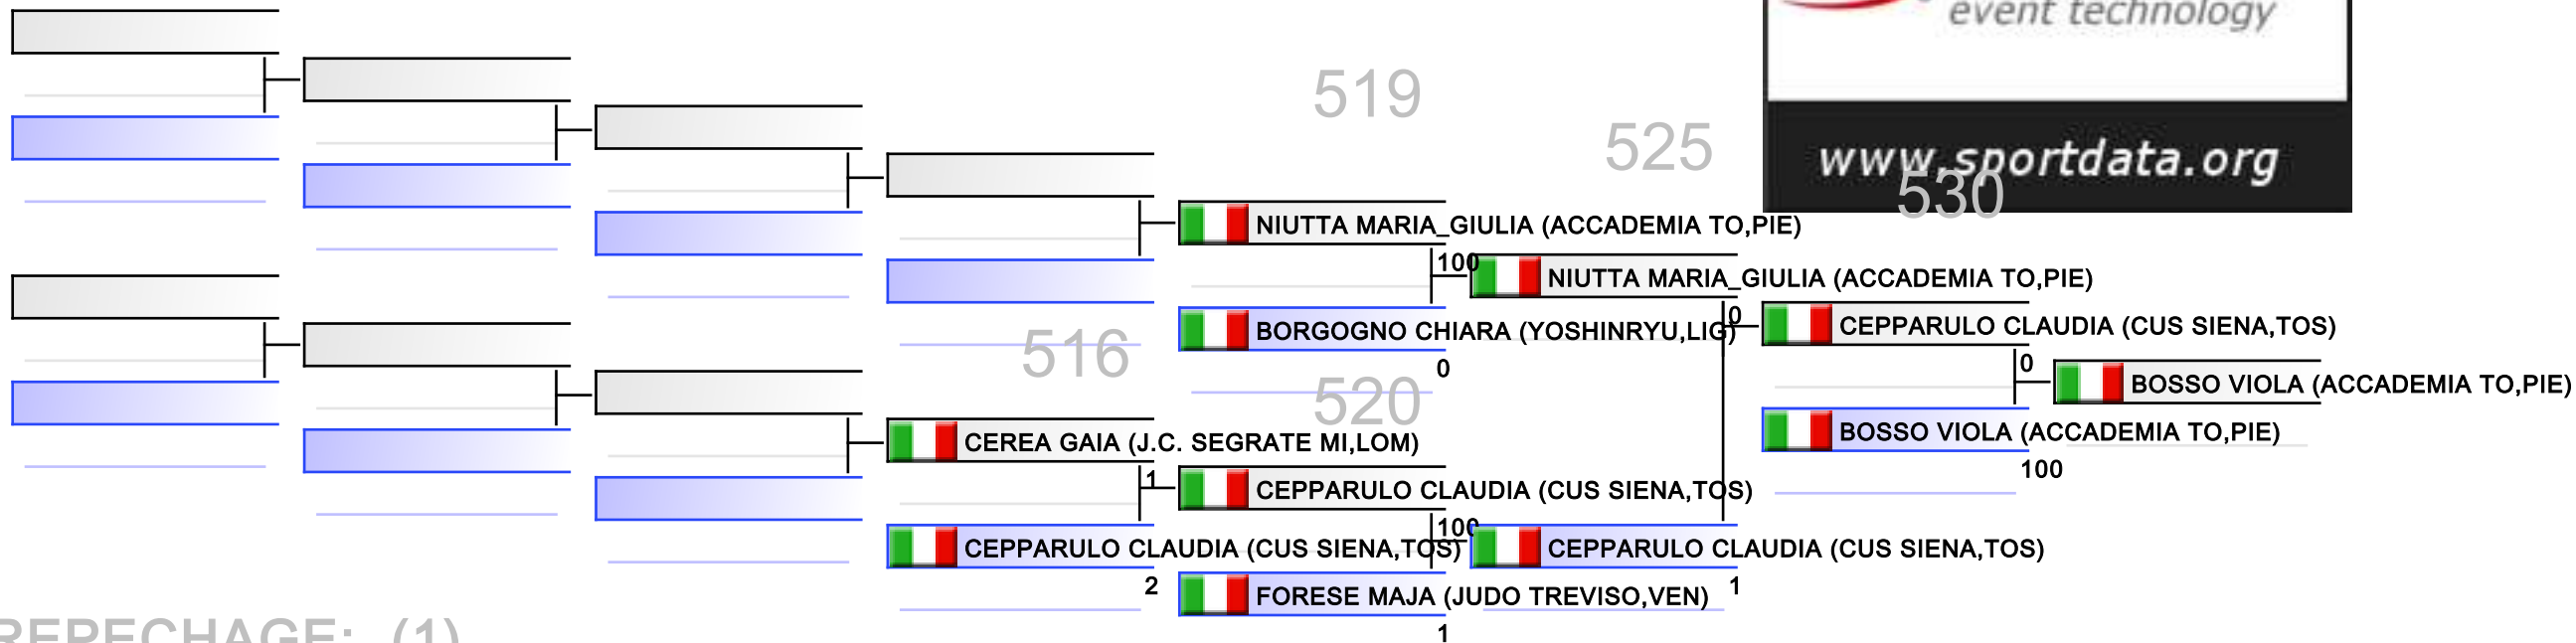 event technology
www.sportdata.org
519
525
530
NIUTTA MARIA_GIULIA (ACCADEMIA TO,PIE)
100
NIUTTA MARIA_GIULIA (ACCADEMIA TO,PIE)
BORGOGNO CHIARA (YOSHINRYU,LIG)
0
0
CEPPARULO CLAUDIA (CUS SIENA,TOS)
516
520
0
BOSSO VIOLA (ACCADEMIA TO,PIE)
BOSSO VIOLA (ACCADEMIA TO,PIE)
100
CEREA GAIA (J.C. SEGRATE MI,LOM)
1
CEPPARULO CLAUDIA (CUS SIENA,TOS)
100
CEPPARULO CLAUDIA (CUS SIENA,TOS)
CEPPARULO CLAUDIA (CUS SIENA,TOS)
2
1
FORESE MAJA (JUDO TREVISO,VEN)
1
REPECHAGE: (1)